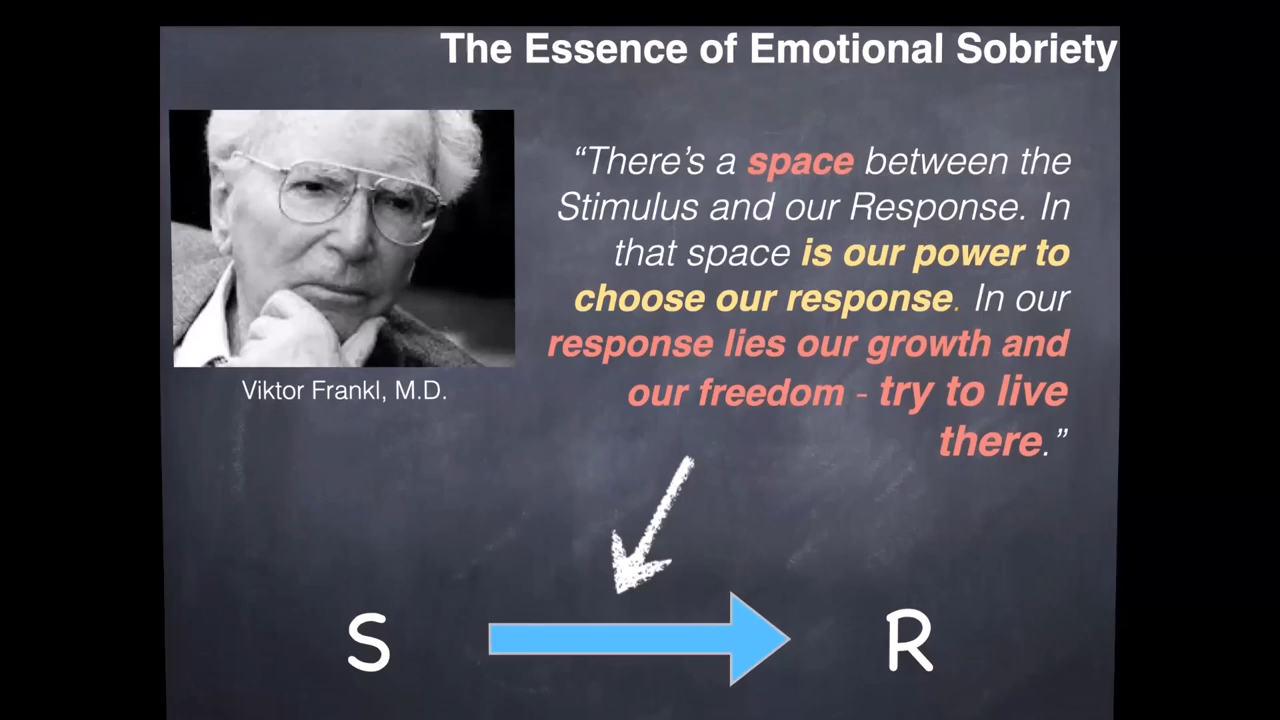 The Essence of Emotional Sobriety
“There’s a space between the
Stimulus and our Response. In
that space is our power to
choose our response. In our
response lies our growth and
our freedom - try to live
there.”
Viktor Frankl, M.D.
S
R